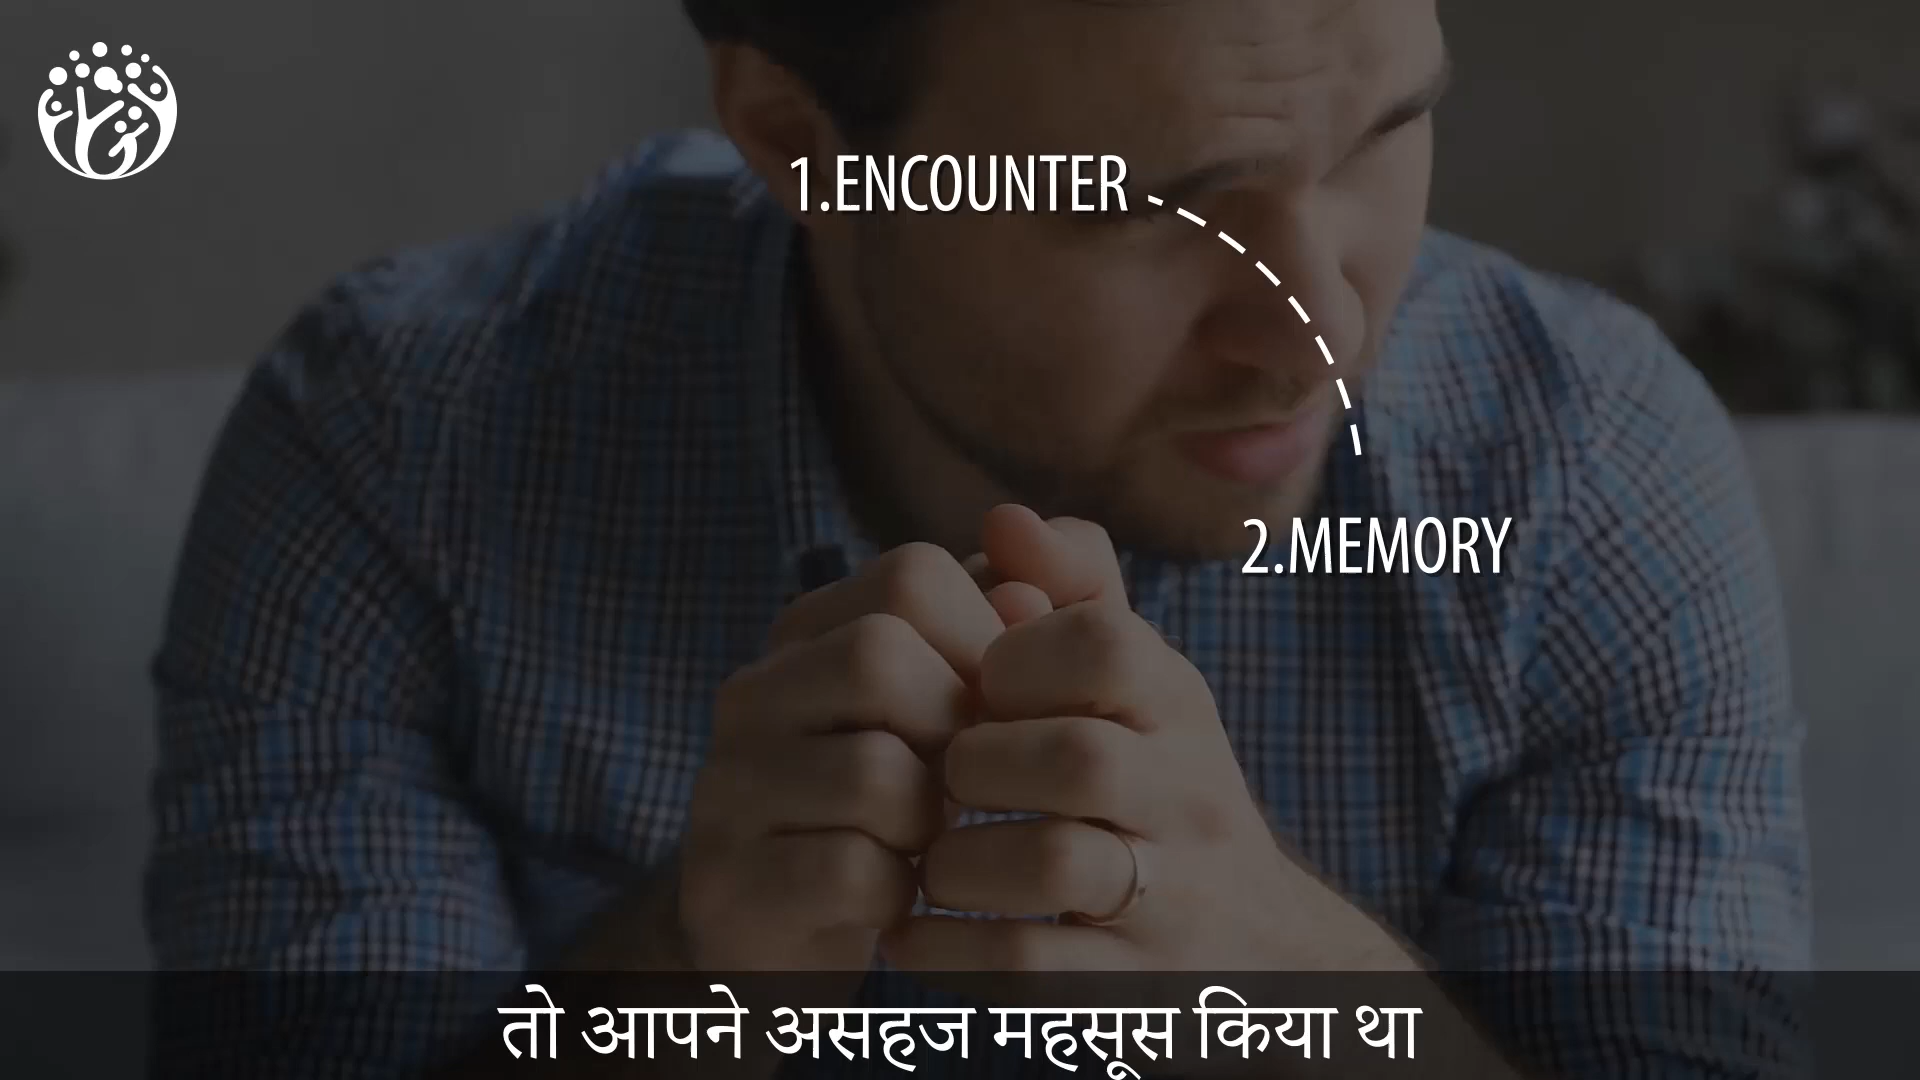 1.ENCOUNTER
2.MEMORY
तो आपने असहज महसूस किया था